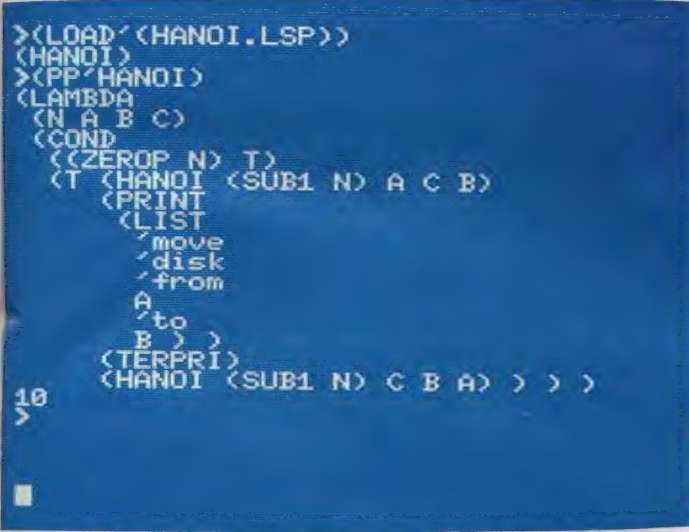 >(LOAD'(HANOI.LSP))
(HANOI)
>(PP'HANOI)
(LAMBDA
(N A B C)
(COND
((ZEROP N) T)
(T (HANOI (SUB1 N) A C B)
(PRINT
(LIST
'move
'disk
'from
A
'to
B ) )
(TERPRI)
(HANOI (SUB1 N) C B A) ) ) )
10
>